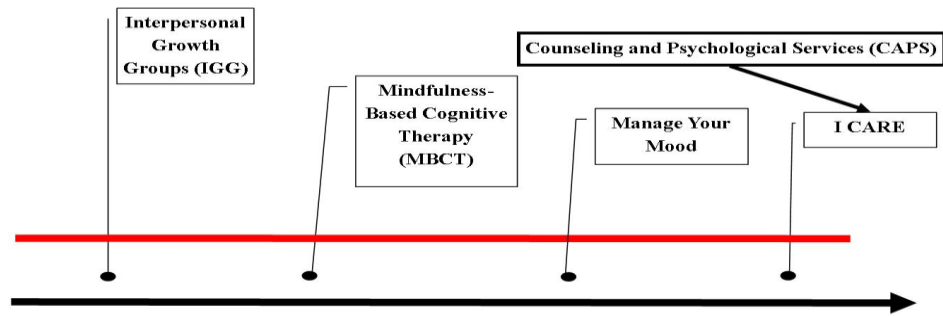 Interpersonal
Growth
Groups (IGG)
Mindfulness-
Based Cognitive
Therapy
(MBCT)
Counseling and Psychological Services (CAPS)
Manage Your
Mood
I CARE